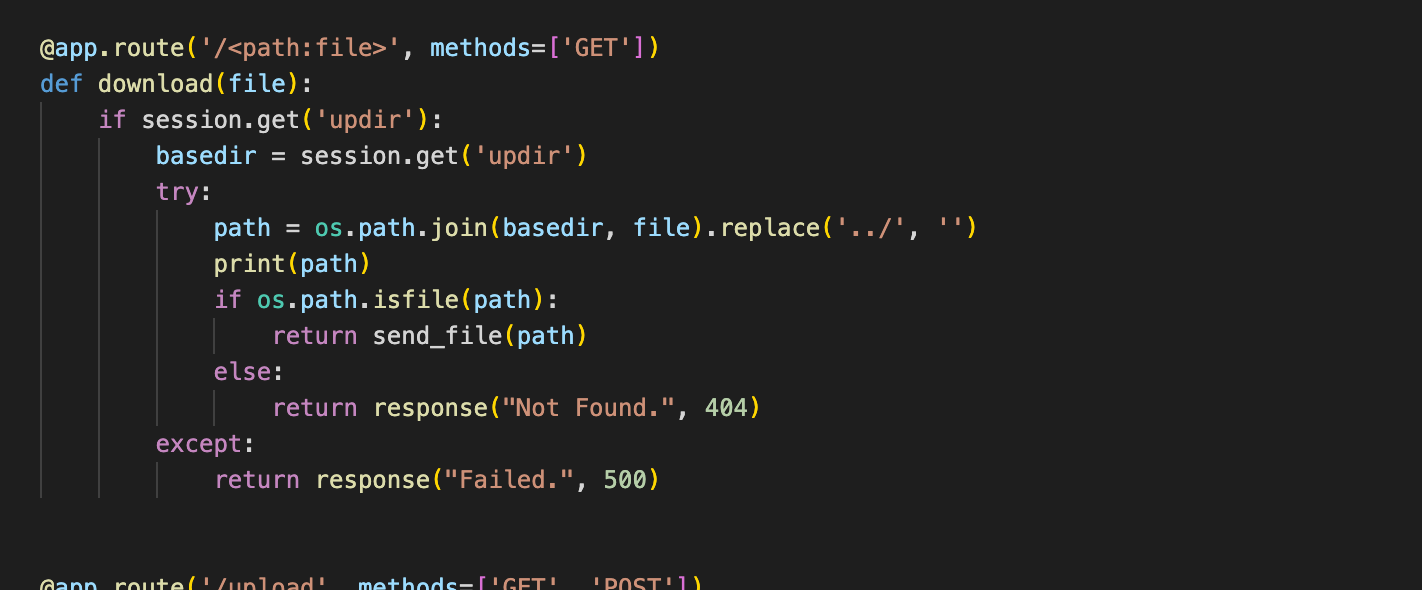 @app.route('/<path:file>', methods=['GET'])
def download(file):
    if session.get('updir'):
        basedir = session.get('updir')
        try:
            path = os.path.join(basedir, file).replace('../', '')
            print(path)
            if os.path.isfile(path):
                return send_file(path)
            else:
                return response("Not Found.", 404)
        except:
            return response("Failed.", 500)
@app.route('/upload', methods=['GET', 'POST'])